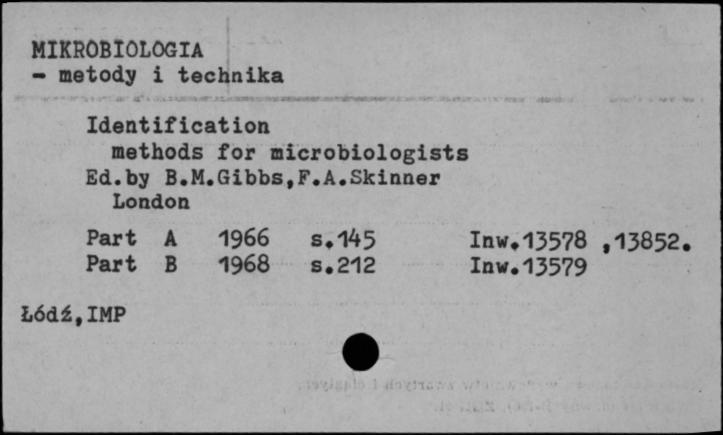 MIKROBIOLOGIA
- metody i technika
Identification
methods for microbiologists
Ed.by B.M.Gibbs,F.A.Skinner
London
Part A 1966 s.145 Inw.13578 ,13852.
Part B 1968 s.212 Inw.13579
Łódź,IMP